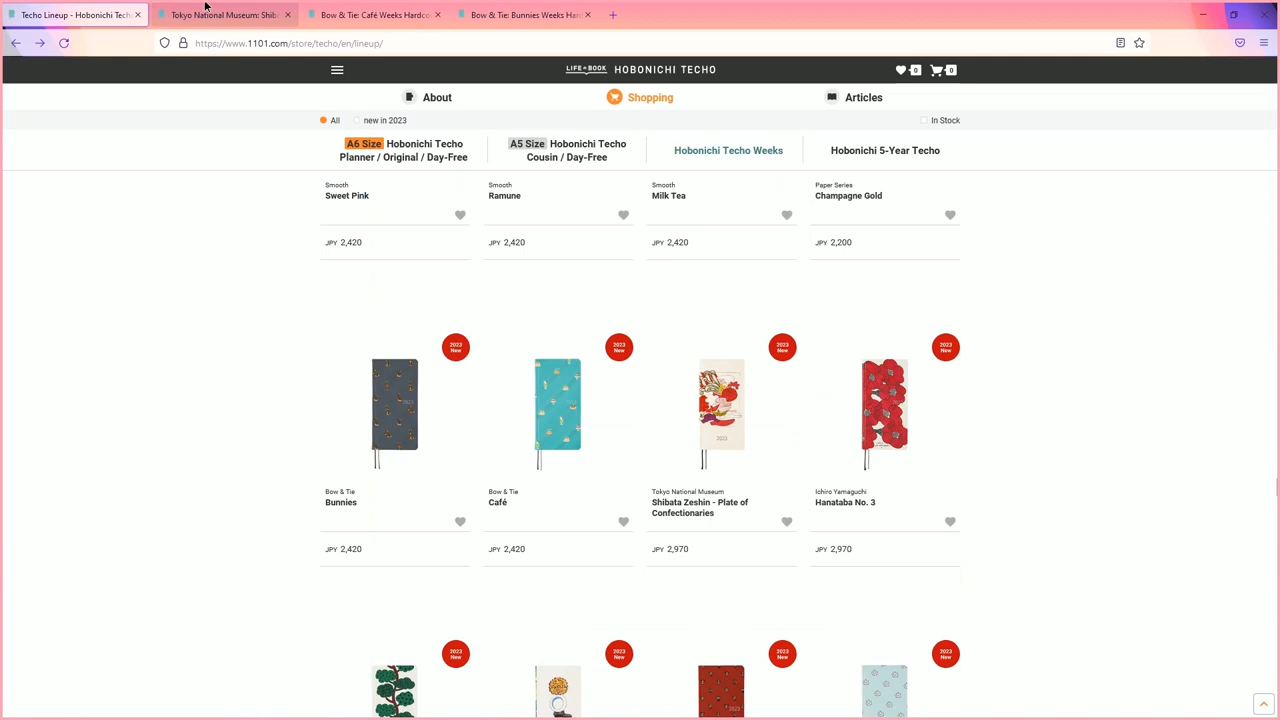 Techo Lineup - Hobonichi Tech
Tokyo National Museum: Shib
Bow & Tie: Café Weeks Hardco
Bow & Tie: Bunnies Weeks Har
https://www.1101.com/store/techo/en/lineup/
LIFE BOOK HOBONICHI TECHO
0
0
About
Shopping
Articles
All
new in 2023
In Stock
A6 Size Hobonichi Techo
Planner / Original / Day-Free
A5 Size Hobonichi Techo
Cousin / Day-Free
Hobonichi Techo Weeks
Hobonichi 5-Year Techo
Smooth
Sweet Pink
JPY 2,420
Smooth
Ramune
JPY 2,420
Smooth
Milk Tea
JPY 2,420
Paper Series
Champagne Gold
JPY 2,200
2023
New
2023
New
2023
New
2023
New
2023
2023
Bow & Tie
Bunnies
JPY 2,420
Bow & Tie
Café
JPY 2,420
Tokyo National Museum
Shibata Zeshin - Plate of
Confectionaries
JPY 2,970
Ichiro Yamaguchi
Hanataba No. 3
JPY 2,970
2023
New
2023
New
2023
New
2023
New
2023